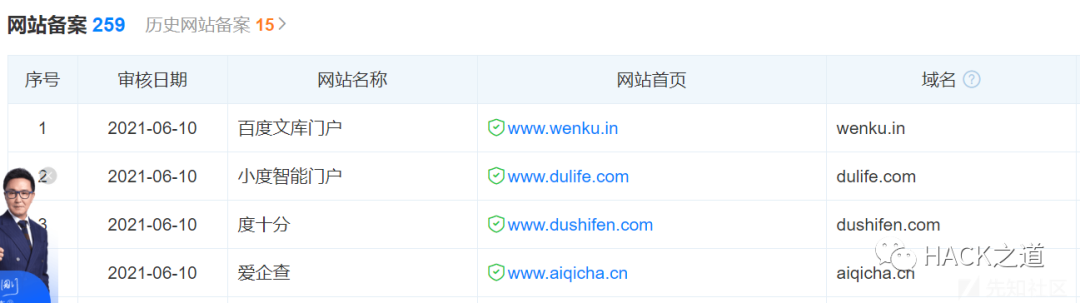 网站备案 259 历史网站备案 15
序号 审核日期 网站名称 网站首页 域名 ?
1 2021-06-10 百度文库门户 www.wenku.in wenku.in
2 2021-06-10 小度智能门户 www.dulife.com dulife.com
3 2021-06-10 度十分 www.dushifen.com dushifen.com
2021-06-10 爱企查 www.aiqicha.cn aiqicha.cn
HACK之道
先知社区